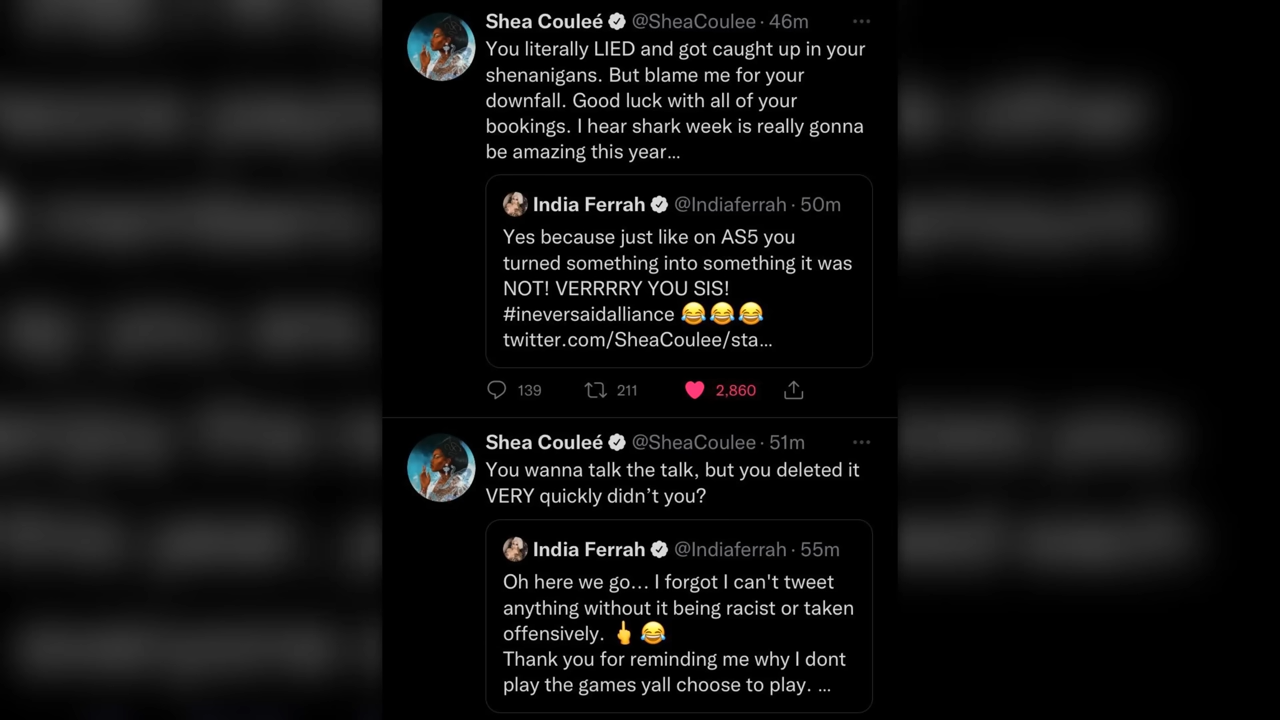 Shea Couleé @SheaCoulee · 46m
You literally LIED and got caught up in your
shenanigans. But blame me for your
downfall. Good luck with all of your
bookings. I hear shark week is really gonna
be amazing this year...
India Ferrah @Indiaferrah · 50m
Yes because just like on AS5 you
turned something into something it was
NOT! VERRRRY YOU SIS!
#ineversaidalliance 😂😂😂
twitter.com/SheaCoulee/sta...
139 211 2,860
Shea Couleé @SheaCoulee · 51m
You wanna talk the talk, but you deleted it
VERY quickly didn't you?
India Ferrah @Indiaferrah · 55m
Oh here we go... I forgot I can't tweet
anything without it being racist or taken
offensively. 🖕😂
Thank you for reminding me why I dont
play the games yall choose to play. ...